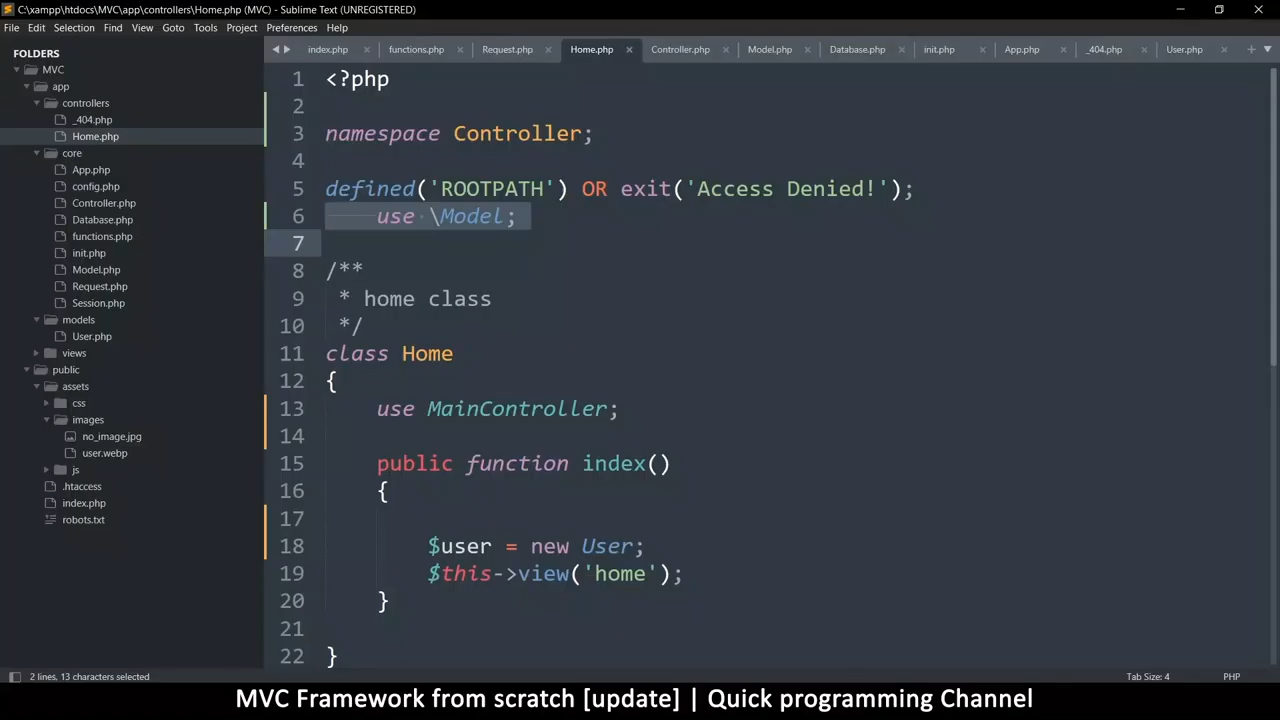 C:\xampp\htdocs\MVC\app\controllers\Home.php (MVC) - Sublime Text (UNREGISTERED)
File Edit Selection Find View Goto Tools Project Preferences Help
FOLDERS
MVC
app
controllers
_404.php
Home.php
core
App.php
config.php
Controller.php
Database.php
functions.php
init.php
Model.php
Request.php
Session.php
models
User.php
views
public
assets
css
images
no_image.jpg
user.webp
js
.htaccess
index.php
robots.txt
index.php functions.php Request.php Home.php Controller.php Model.php Database.php init.php App.php _404.php User.php
1 <?php
2
3 namespace Controller;
4
5 defined('ROOTPATH') OR exit('Access Denied!');
6 use \Model;
7
8 /**
9 * home class
10 */
11 class Home
12 {
13 use MainController;
14
15 public function index()
16 {
17
18 $user = new User;
19 $this->view('home');
20 }
21
22 }
2 lines, 13 characters selected
Tab Size: 4 PHP
MVC Framework from scratch [update] | Quick programming Channel